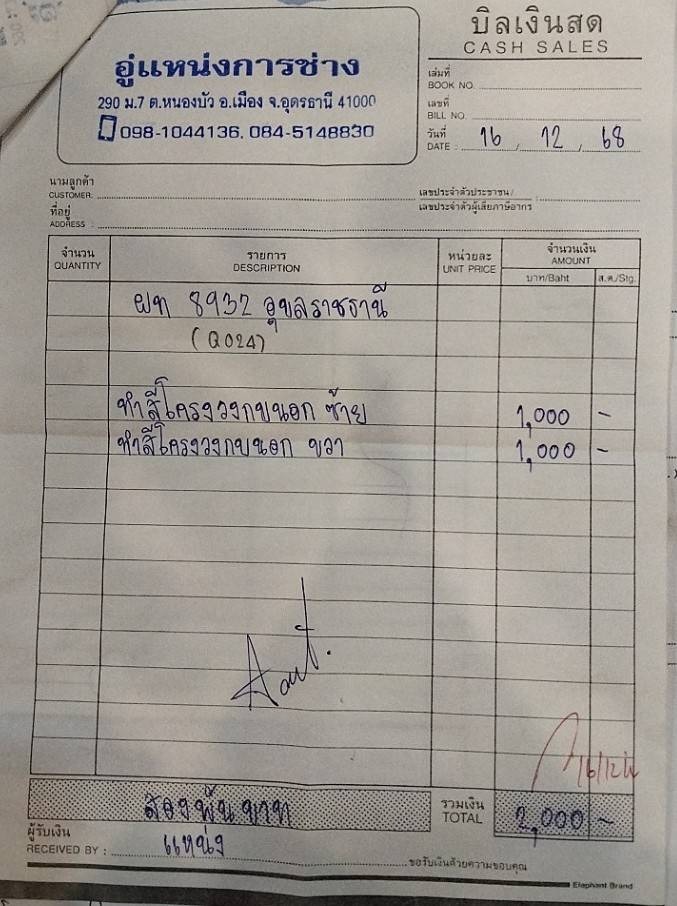 บิลเงินสด
CASH SALES
อู่แหน่งการช่าง
290 ม.7 ต.หนองบัว อ.เมือง จ.อุดรธานี 41000
098-1044136, 084-5148830
เล่มที่
BOOK NO.
เลขที่
BILL NO.
วันที่
DATE : 16, 12, 68
นามลูกค้า
CUSTOMER:
เลขประจำตัวประชาชน/
เลขประจำตัวผู้เสียภาษีอากร
ที่อยู่
ADDRESS :
จำนวน รายการ หน่วยละ จำนวนเงิน
QUANTITY DESCRIPTION UNIT PRICE AMOUNT
บาท/Baht ส.ต./Stg.
ผท 8932 อุบลราชธานี
(Q024)
ทำสีโครงวงกบนอก ซ้าย 1,000 -
ทำสีโครงวงกบนอก ขวา 1,000 -
16/12
สองพันบาท รวมเงิน 2,000 -
TOTAL
ผู้รับเงิน
RECEIVED BY : แหน่ง
ขอรับเงินด้วยความขอบคุณ
Elephant Brand